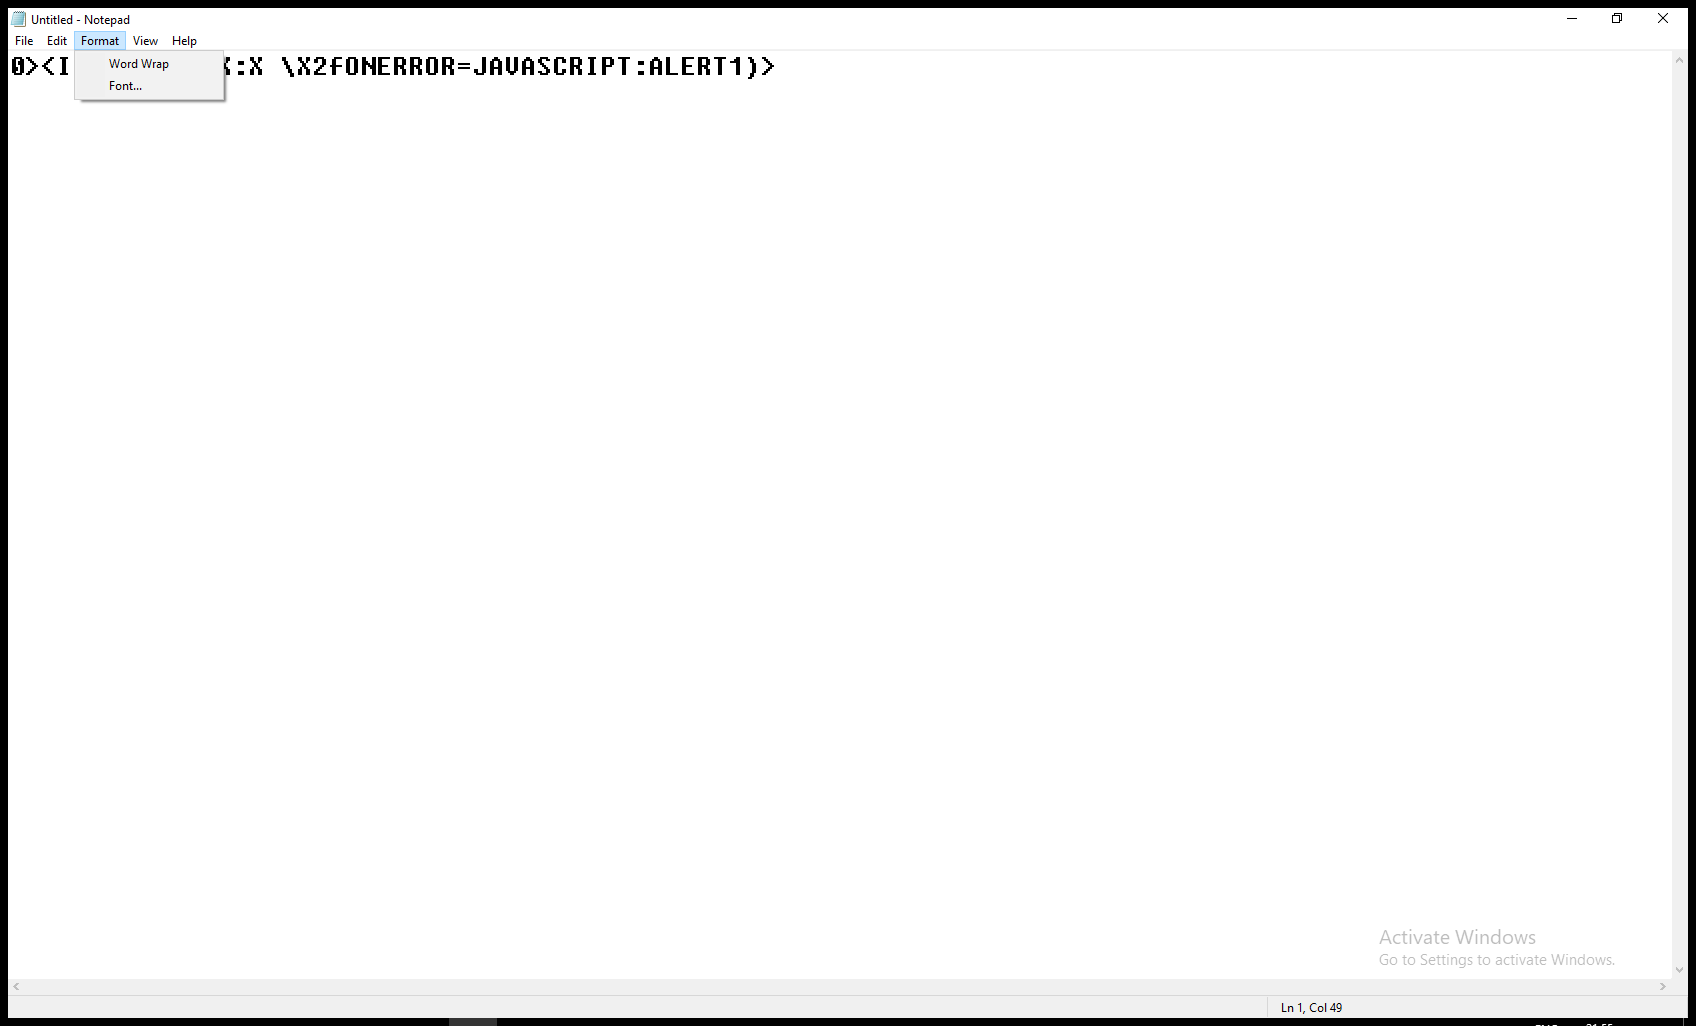 Untitled - Notepad
File Edit Format View Help
0><I :X \X2fONERROR=JAVASCRIPT:ALERT1)>
Word Wrap
Font...
Activate Windows
Go to Settings to activate Windows.
Ln 1, Col 49